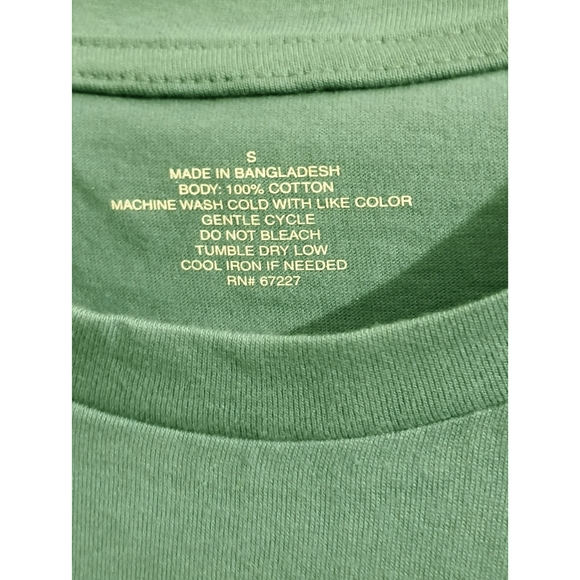 S
MADE IN BANGLADESH
BODY: 100% COTTON
MACHINE WASH COLD WITH LIKE COLOR
GENTLE CYCLE
DO NOT BLEACH
TUMBLE DRY LOW
COOL IRON IF NEEDED
RN# 67227